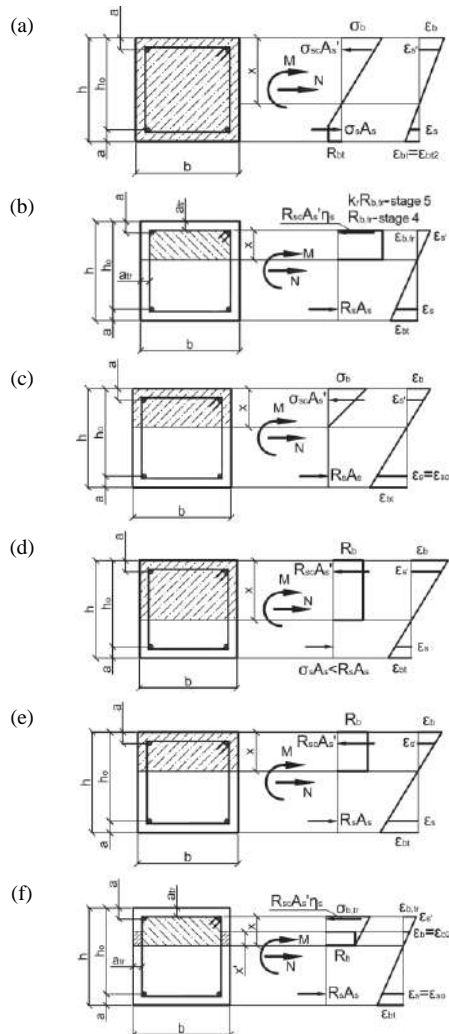 (a)
a
h
h₀
a
b
x
M
N
σscAs'
σb
εb
εs'
σsAs
Rbt
εs
εbt=εbt2
(b)
a
atr
h
h₀
atr
a
b
x
M
N
RscAs'ηs
krRb,tr-stage 5
Rb,tr-stage 4
εb,tr
εs'
RsAs
εs
εbt
(c)
a
h
h₀
a
b
x
M
N
σscAs'
σb
εb
εs'
RsAs
εs=εso
εbt
(d)
a
h
h₀
a
b
x
M
N
RscAs'
Rb
εb
εs'
σsAs<RsAs
εs
εbt
(e)
a
h
h₀
a
b
x
M
N
RscAs'
Rb
εb
εs'
RsAs
εs
εbt
(f)
a
atr
h
h₀
atr
a
b
x
x'
M
N
RscAs'ηs
σb,tr
Rb
εb,tr
εs'
εb=εb2
RsAs
εs=εso
εbt